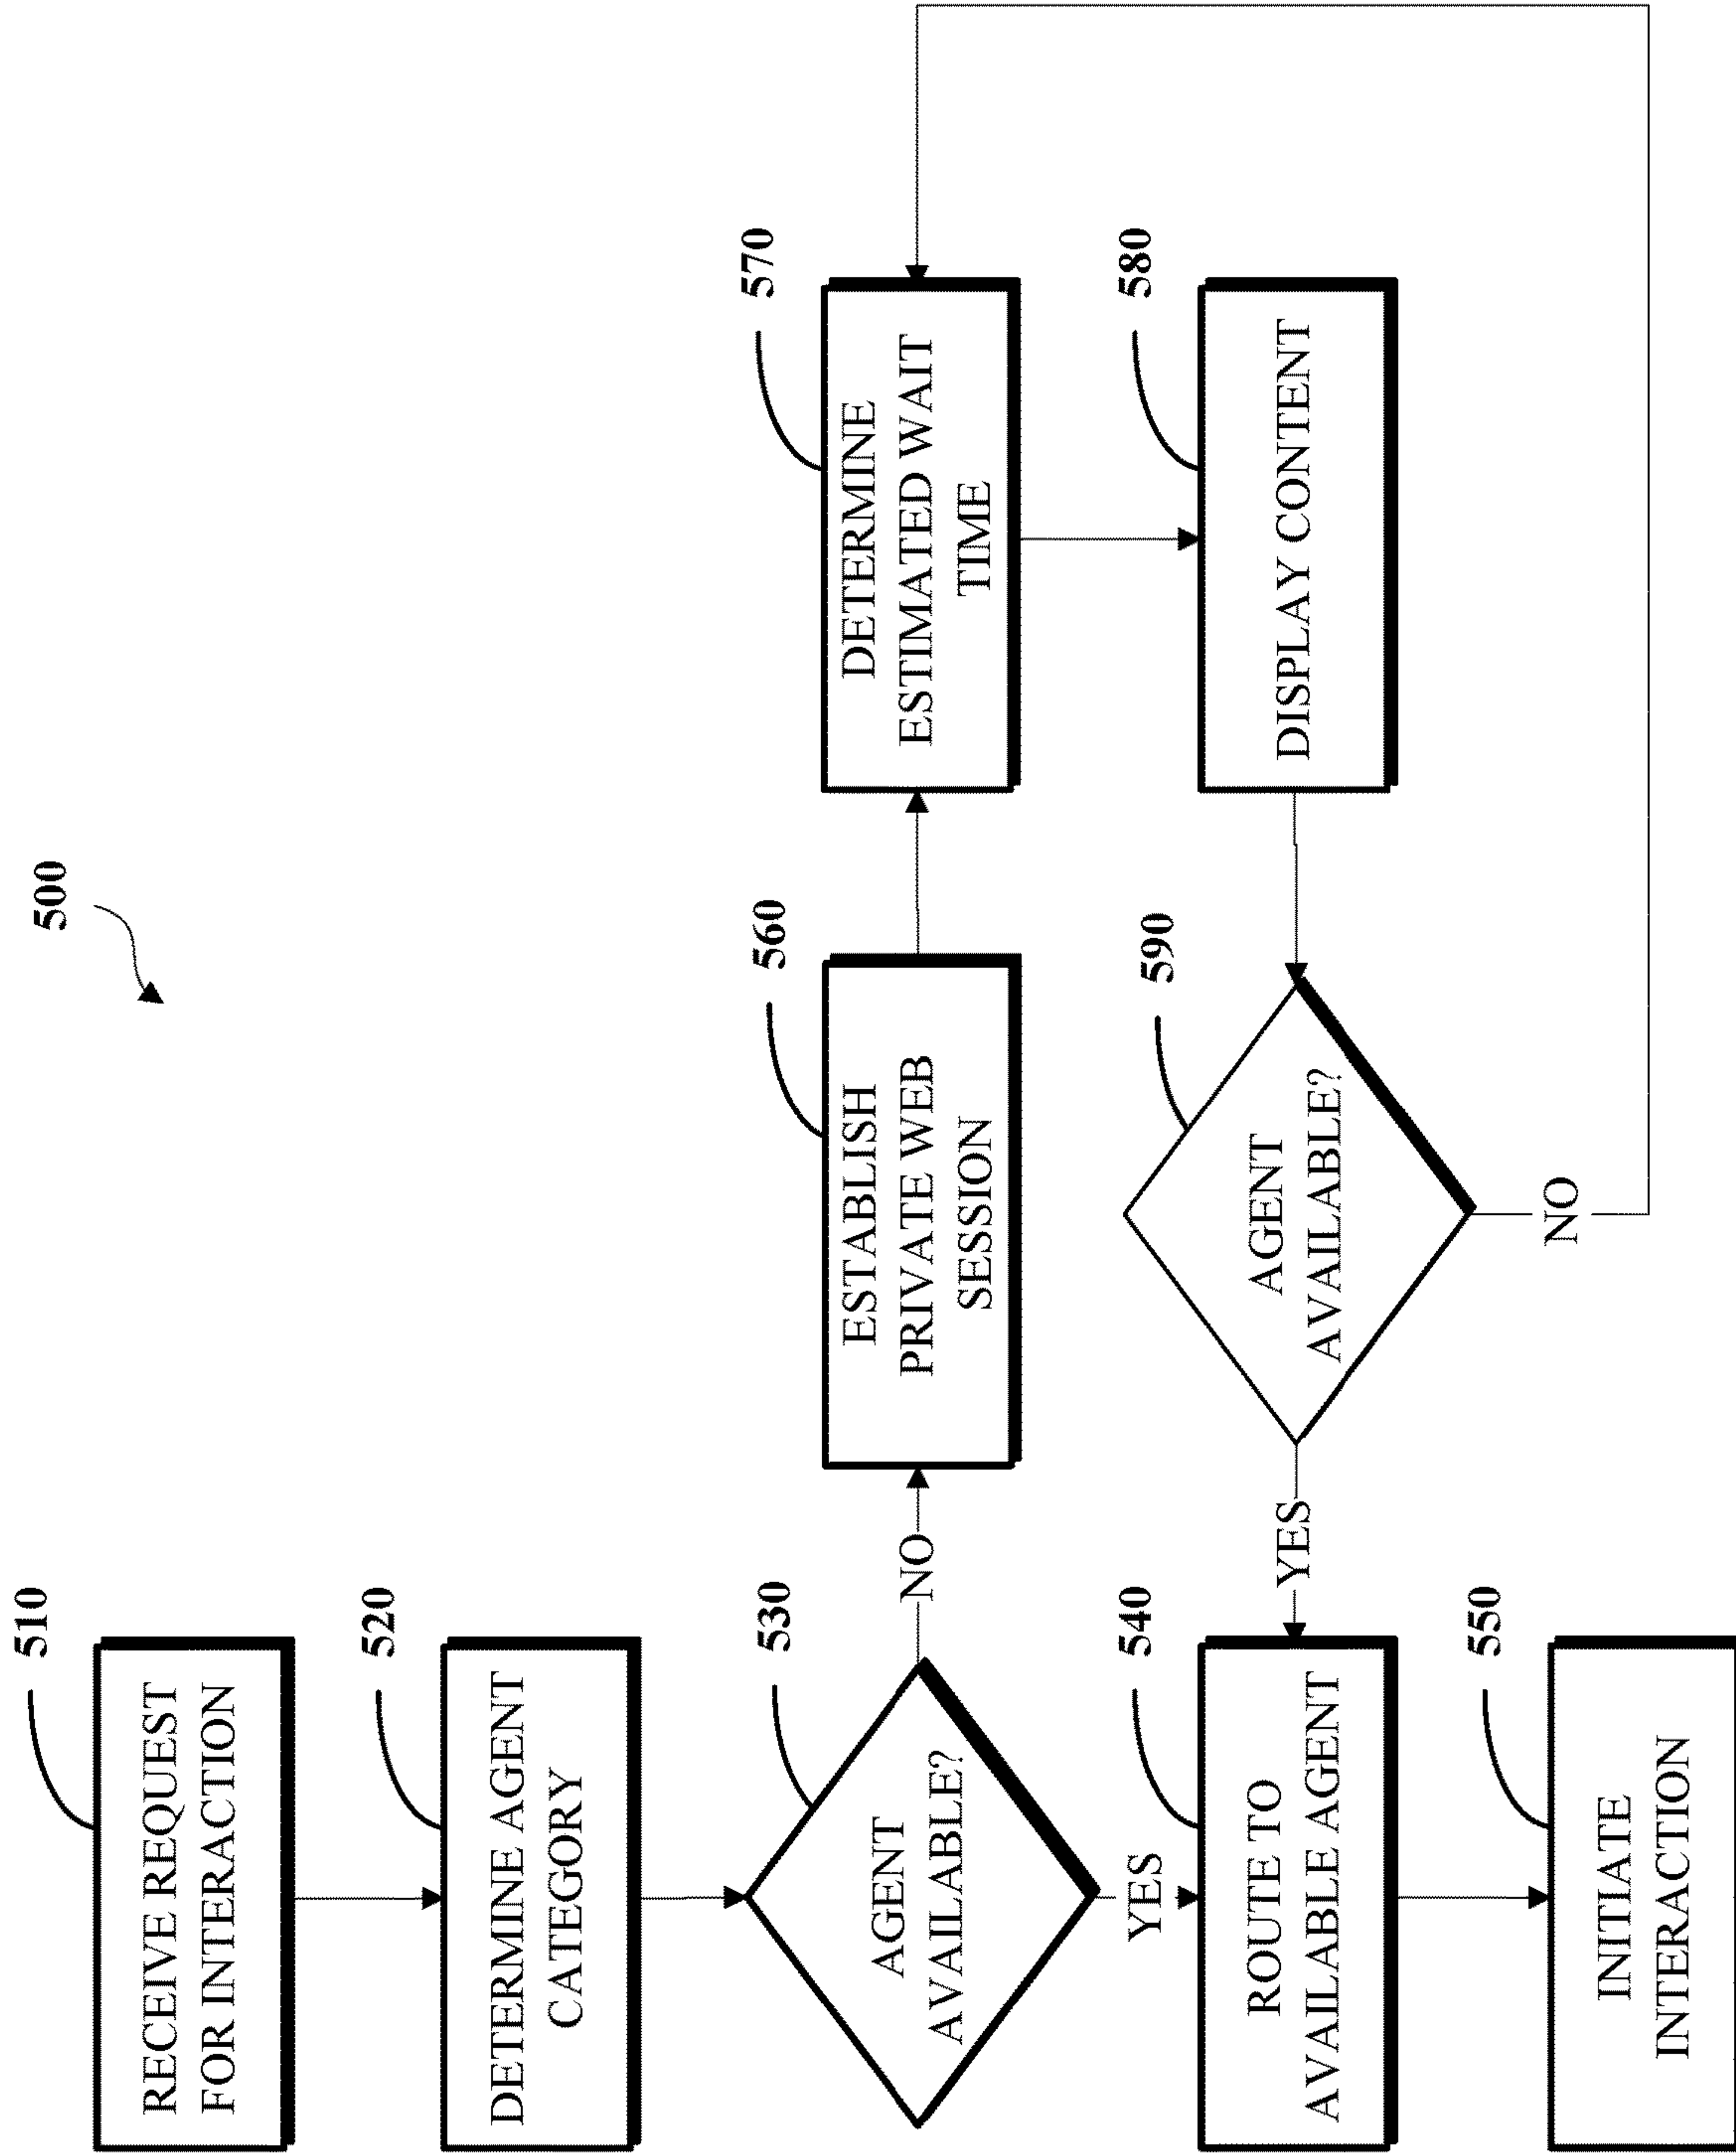 500
510
RECEIVE REQUEST
FOR INTERACTION
520
DETERMINE AGENT
CATEGORY
530
AGENT
AVAILABLE?
NO
YES
540
ROUTE TO
AVAILABLE AGENT
550
INITIATE
INTERACTION
560
ESTABLISH
PRIVATE WEB
SESSION
570
DETERMINE
ESTIMATED WAIT
TIME
580
DISPLAY CONTENT
590
AGENT
AVAILABLE?
YES
NO